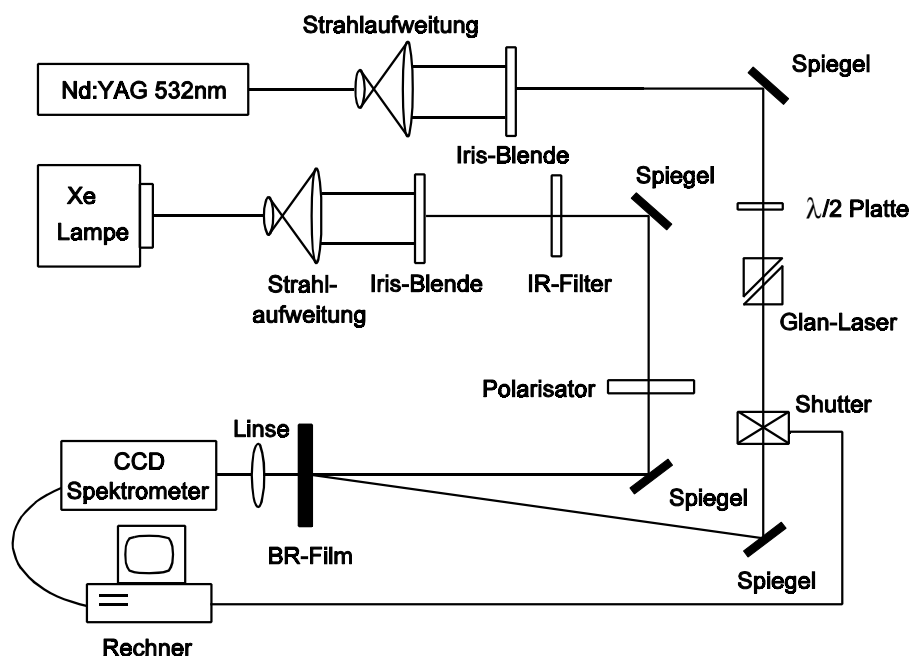 Strahlaufweitung
Nd:YAG 532nm
Spiegel
Iris-Blende
Xe
Lampe
Spiegel
λ/2 Platte
Strahl-
aufweitung
Iris-Blende
IR-Filter
Glan-Laser
Polarisator
Shutter
Linse
CCD
Spektrometer
Spiegel
BR-Film
Spiegel
Rechner